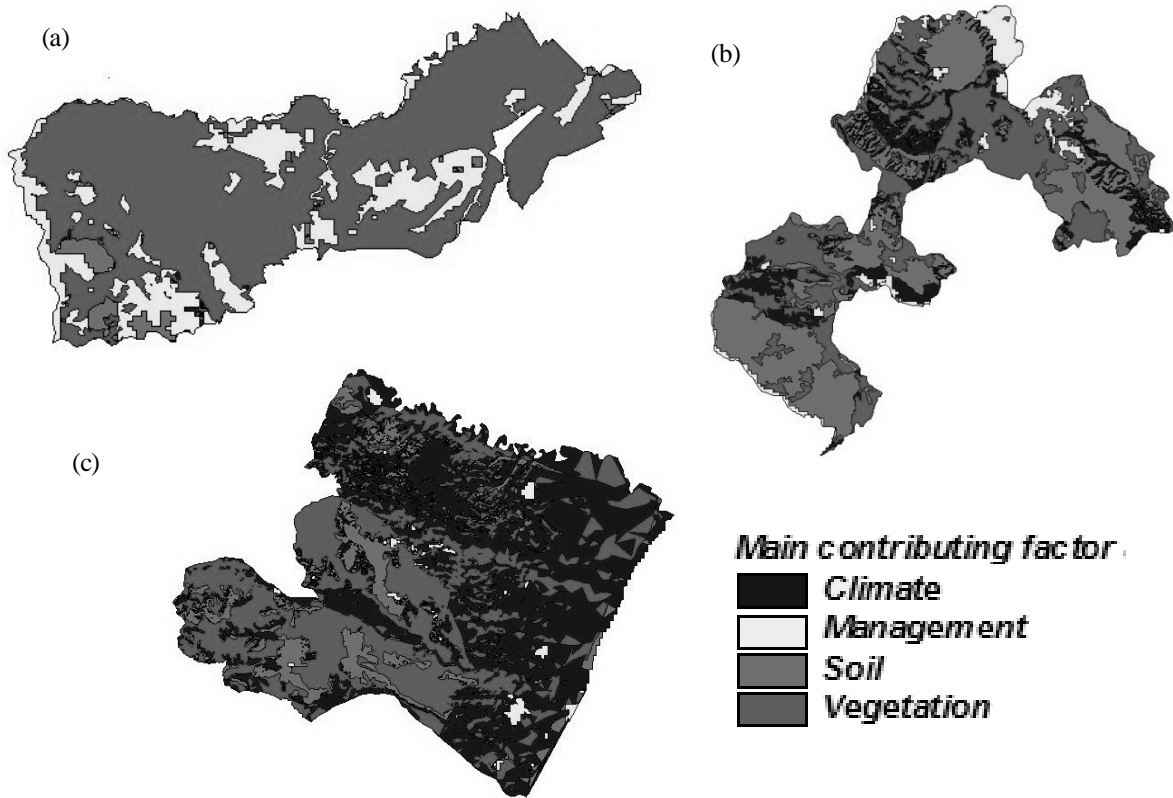 (a)
(b)
(c)
Main contributing factor
Climate
Management
Soil
Vegetation